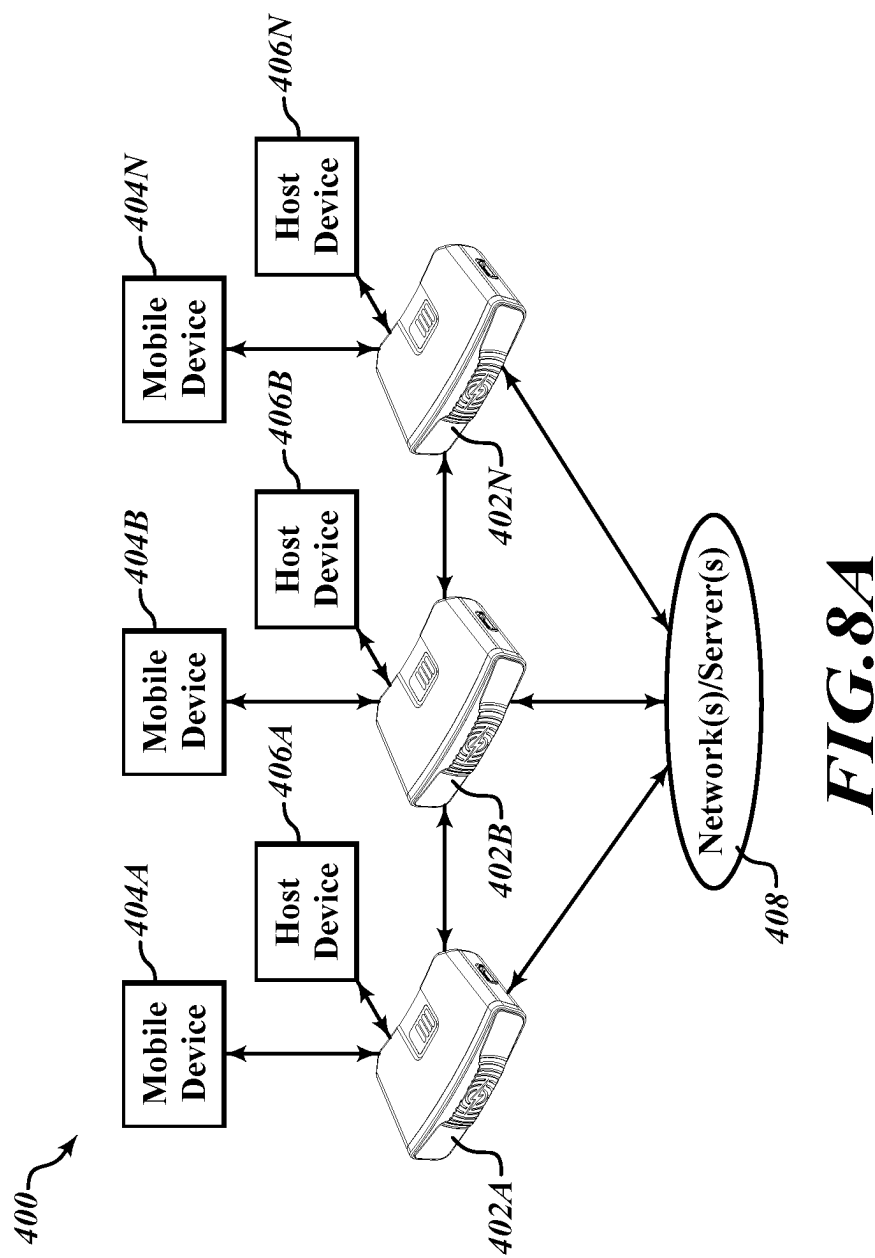 400
404A
404B
404N
Mobile
Device
Mobile
Device
Mobile
Device
406A
406B
406N
Host
Device
Host
Device
Host
Device
402A
402B
402N
408
Network(s)/Server(s)
FIG.8A